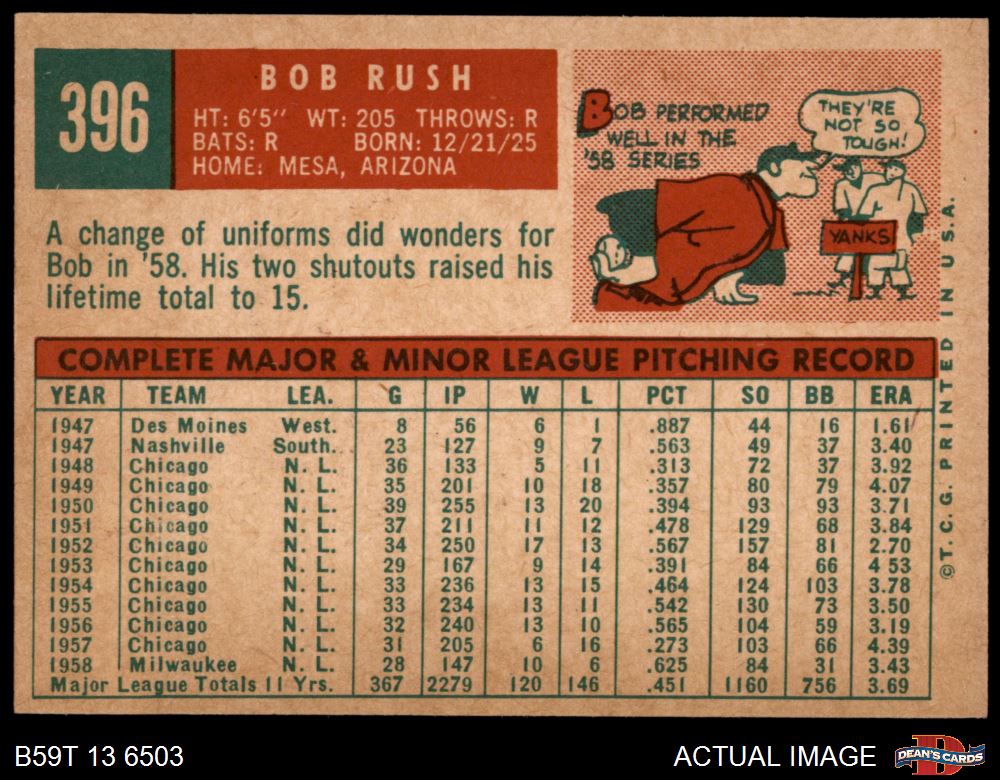 396
BOB RUSH
HT: 6'5" WT: 205 THROWS: R
BATS: R BORN: 12/21/25
HOME: MESA, ARIZONA
BOB PERFORMED
WELL IN THE
'58 SERIES
THEY'RE
NOT SO
TOUGH!
YANKS
A change of uniforms did wonders for
Bob in '58. His two shutouts raised his
lifetime total to 15.
COMPLETE MAJOR & MINOR LEAGUE PITCHING RECORD
YEAR TEAM LEA. G IP W L PCT SO BB ERA
1947 Des Moines West. 8 56 6 1 .887 44 16 1.61
1947 Nashville South. 23 127 9 7 .563 49 37 3.40
1948 Chicago N. L. 36 133 5 11 .313 72 37 3.92
1949 Chicago N. L. 35 201 10 18 .357 80 79 4.07
1950 Chicago N. L. 39 255 13 20 .394 93 93 3.71
1951 Chicago N. L. 37 211 11 12 .478 129 68 3.84
1952 Chicago N. L. 34 250 17 13 .567 157 81 2.70
1953 Chicago N. L. 29 167 9 14 .391 84 66 4 53
1954 Chicago N. L. 33 236 13 15 .464 124 103 3.78
1955 Chicago N. L. 33 234 13 11 .542 130 73 3.50
1956 Chicago N. L. 32 240 13 10 .565 104 59 3.19
1957 Chicago N. L. 31 205 6 16 .273 103 66 4.39
1958 Milwaukee N. L. 28 147 10 6 .625 84 31 3.43
Major League Totals 11 Yrs. 367 2279 120 146 .451 1160 756 3.69
©T. C. G. PRINTED IN U.S.A.
B59T 13 6503
ACTUAL IMAGE
D
DEAN'S CARDS